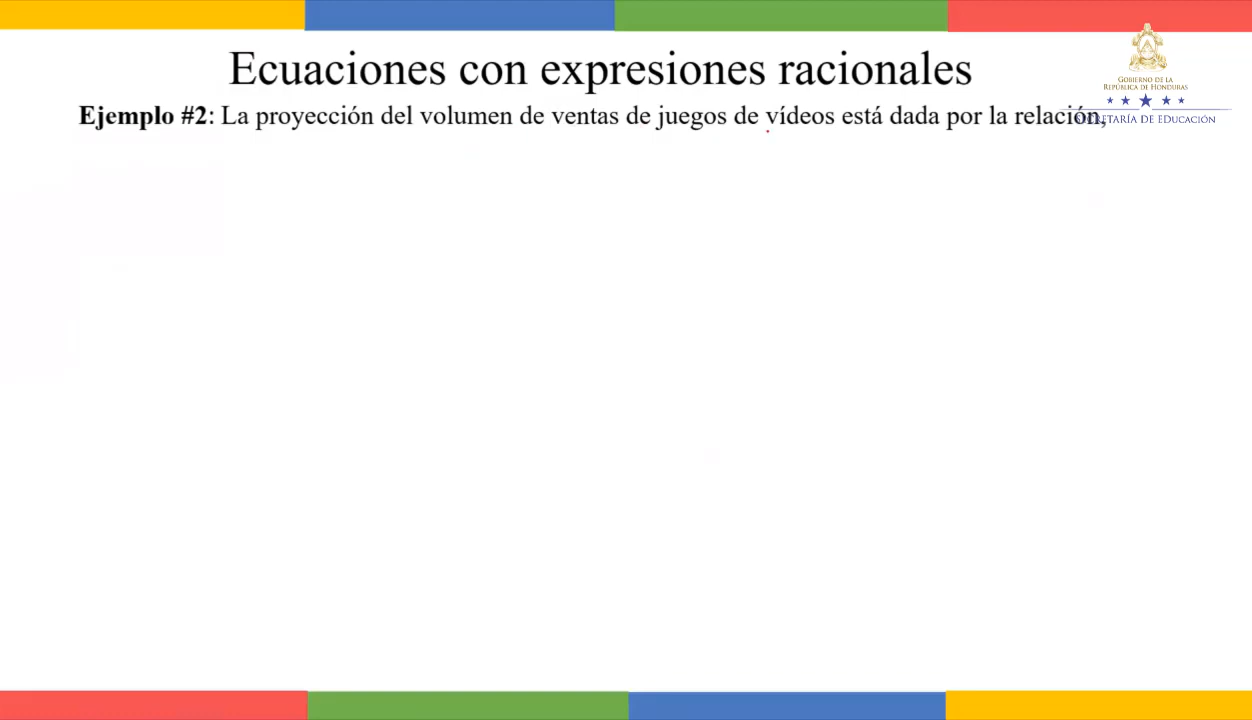 Ecuaciones con expresiones racionales
GOBIERNO DE LA
REPÚBLICA DE HONDURAS
Ejemplo #2: La proyección del volumen de ventas de juegos de vídeos está dada por la relación,
SECRETARÍA DE EDUCACIÓN